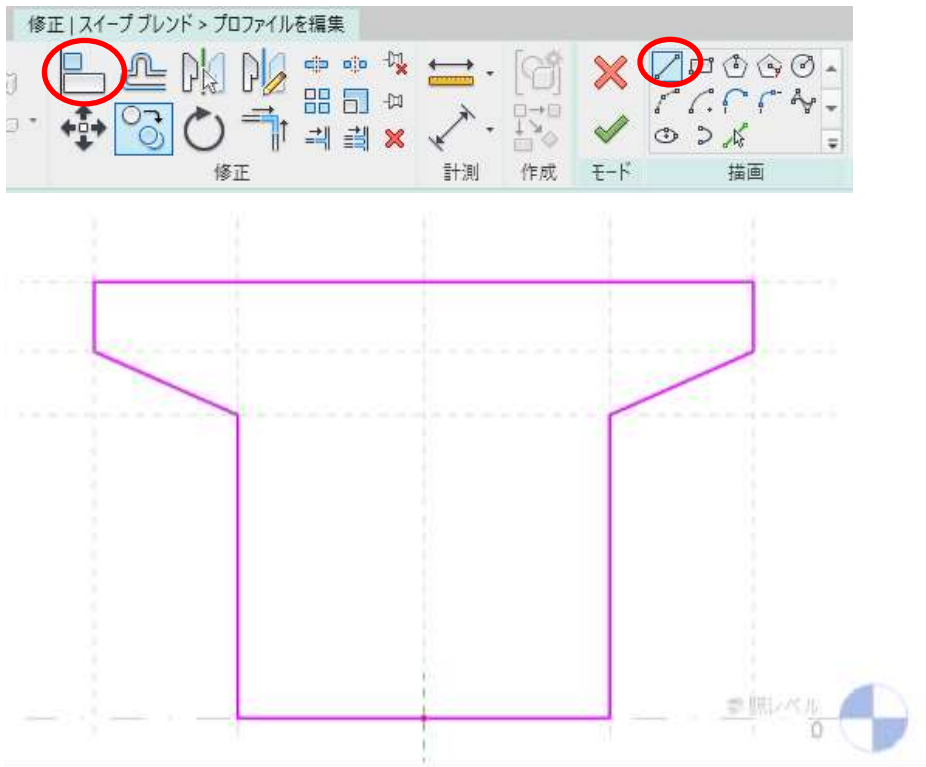 修正 | スイープ ブレンド > プロファイルを編集
修正
計測
作成
モード
描画
参照レベル
0